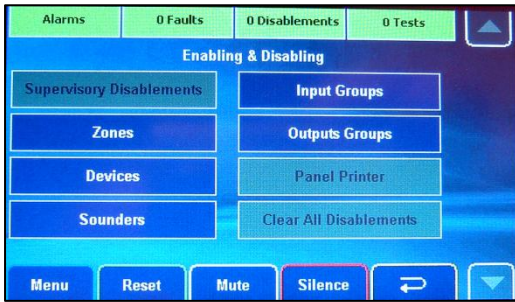 Alarms
0 Faults
0 Disablements
0 Tests
Enabling & Disabling
Supervisory Disablements
Input Groups
Zones
Outputs Groups
Devices
Panel Printer
Sounders
Clear All Disablements
Menu
Reset
Mute
Silence